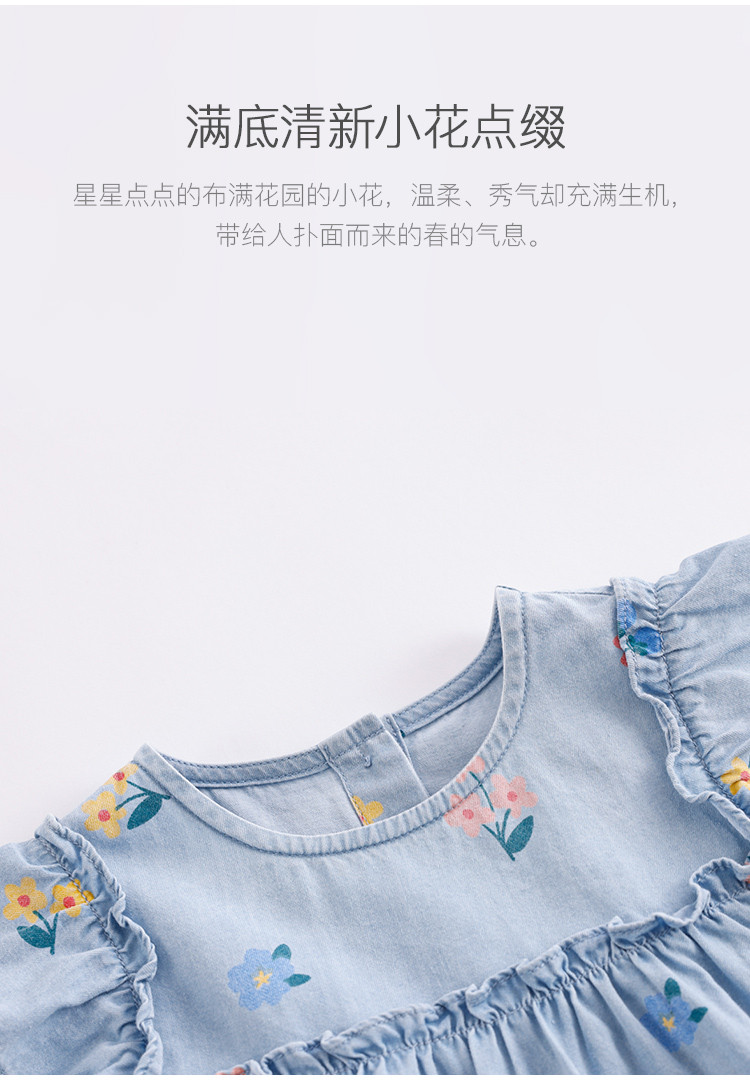 满底清新小花点缀
星星点点的布满花园的小花，温柔、秀气却充满生机，
带给人扑面而来的春的气息。